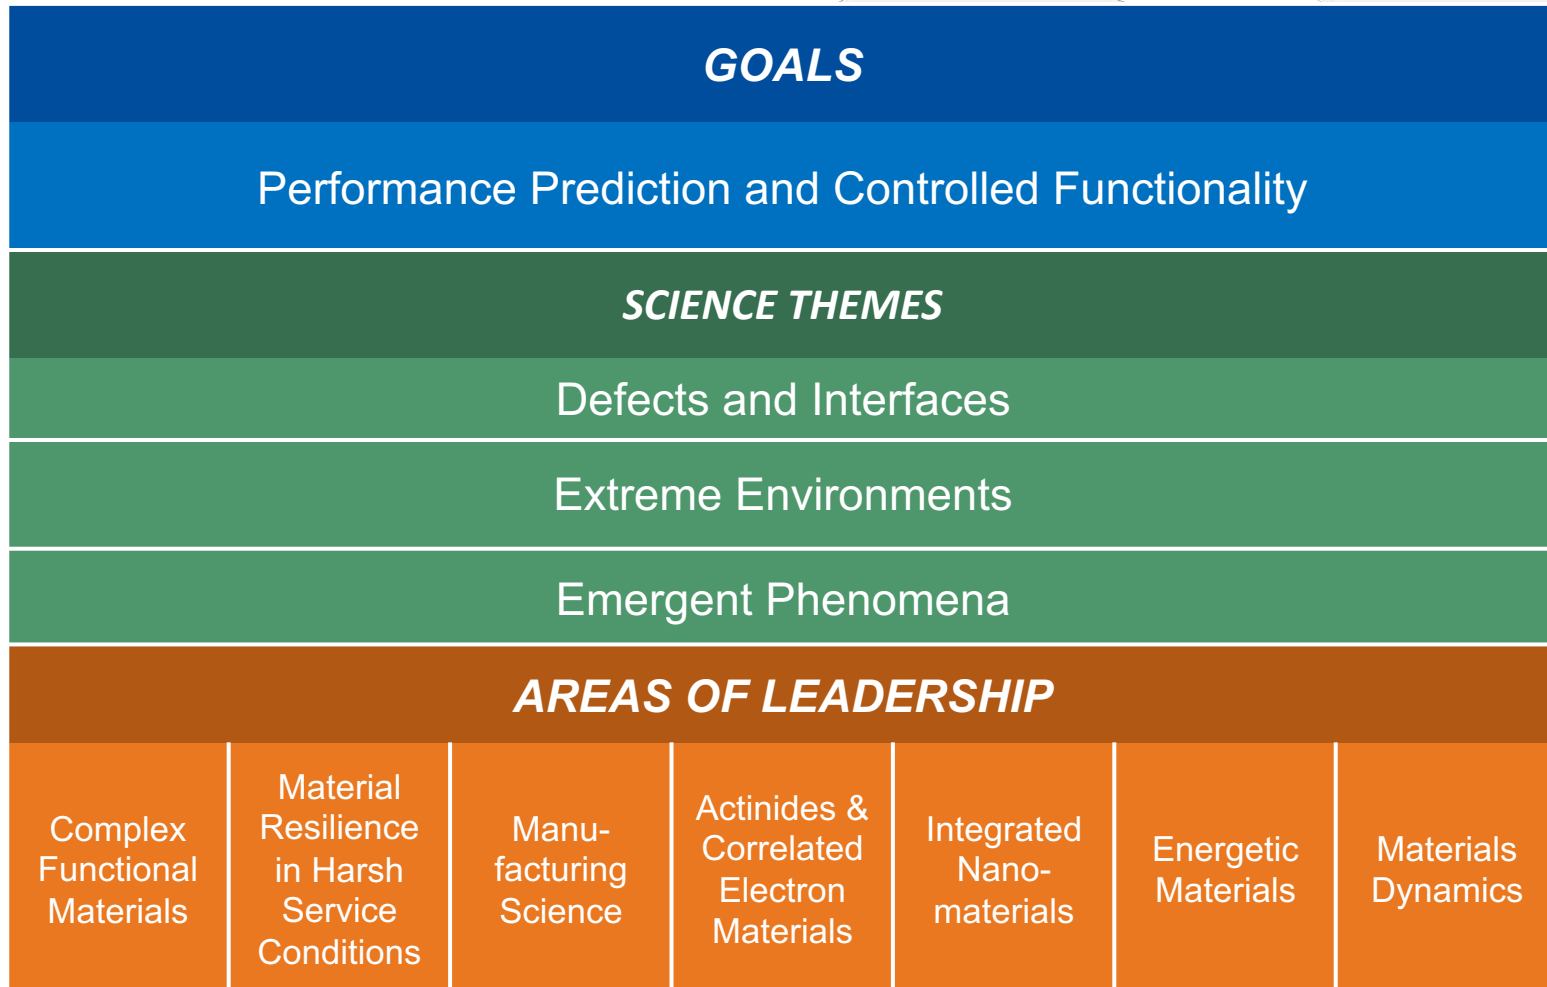 GOALS
Performance Prediction and Controlled Functionality
SCIENCE THEMES
Defects and Interfaces
Extreme Environments
Emergent Phenomena
AREAS OF LEADERSHIP
Complex
Functional
Materials
Material
Resilience
in Harsh
Service
Conditions
Manu-
facturing
Science
Actinides &
Correlated
Electron
Materials
Integrated
Nano-
materials
Energetic
Materials
Materials
Dynamics